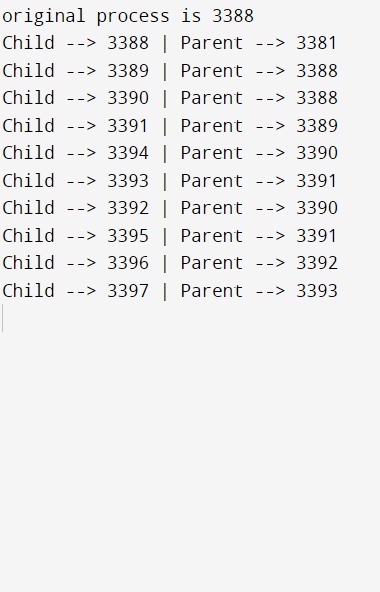 original process is 3388
Child --> 3388 | Parent --> 3381
Child --> 3389 | Parent --> 3388
Child --> 3390 | Parent --> 3388
Child --> 3391 | Parent --> 3389
Child --> 3394 | Parent --> 3390
Child --> 3393 | Parent --> 3391
Child --> 3392 | Parent --> 3390
Child --> 3395 | Parent --> 3391
Child --> 3396 | Parent --> 3392
Child --> 3397 | Parent --> 3393